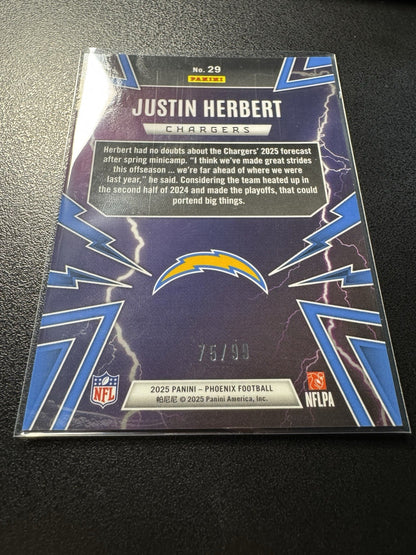 No. 29
PANINI
JUSTIN HERBERT
CHARGERS
Herbert had no doubts about the Chargers' 2025 forecast
after spring minicamp. "I think we've made great strides
this offseason ... we're far ahead of where we were
last year," he said. Considering the team heated up in
the second half of 2024 and made the playoffs, that could
portend big things.
75/99
2025 PANINI – PHOENIX FOOTBALL
帕尼尼 © 2025 Panini America, Inc.
NFL
NFLPA